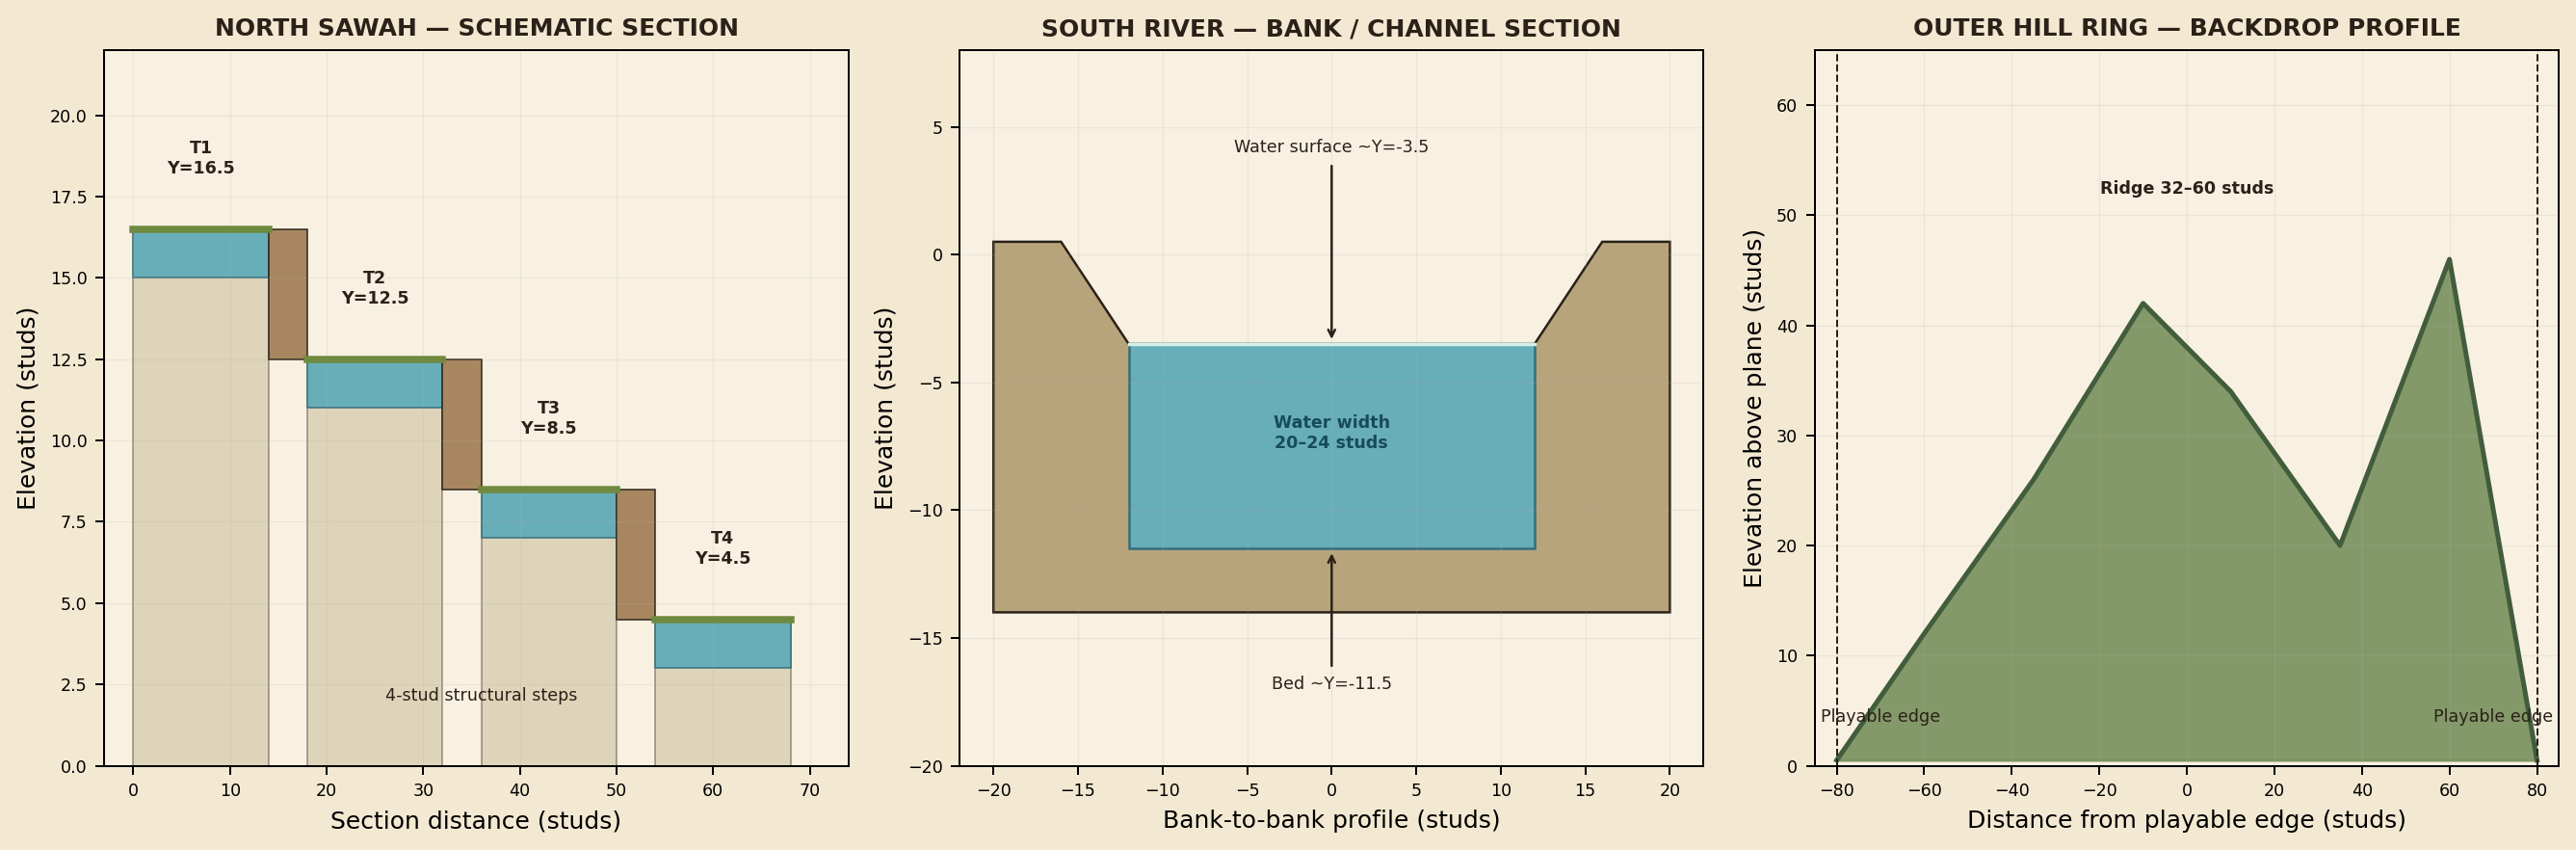 NORTH SAWAH — SCHEMATIC SECTION
Elevation (studs)
20.0
17.5
15.0
12.5
10.0
7.5
5.0
2.5
0.0
T1
Y=16.5
T2
Y=12.5
T3
Y=8.5
T4
Y=4.5
4-stud structural steps
0 10 20 30 40 50 60 70
Section distance (studs)
SOUTH RIVER — BANK / CHANNEL SECTION
Elevation (studs)
5
0
−5
−10
−15
−20
Water surface ~Y=-3.5
Water width
20–24 studs
Bed ~Y=-11.5
−20 −15 −10 −5 0 5 10 15 20
Bank-to-bank profile (studs)
OUTER HILL RING — BACKDROP PROFILE
Elevation above plane (studs)
60
50
40
30
20
10
0
Ridge 32–60 studs
Playable edge
Playable edge
−80 −60 −40 −20 0 20 40 60 80
Distance from playable edge (studs)